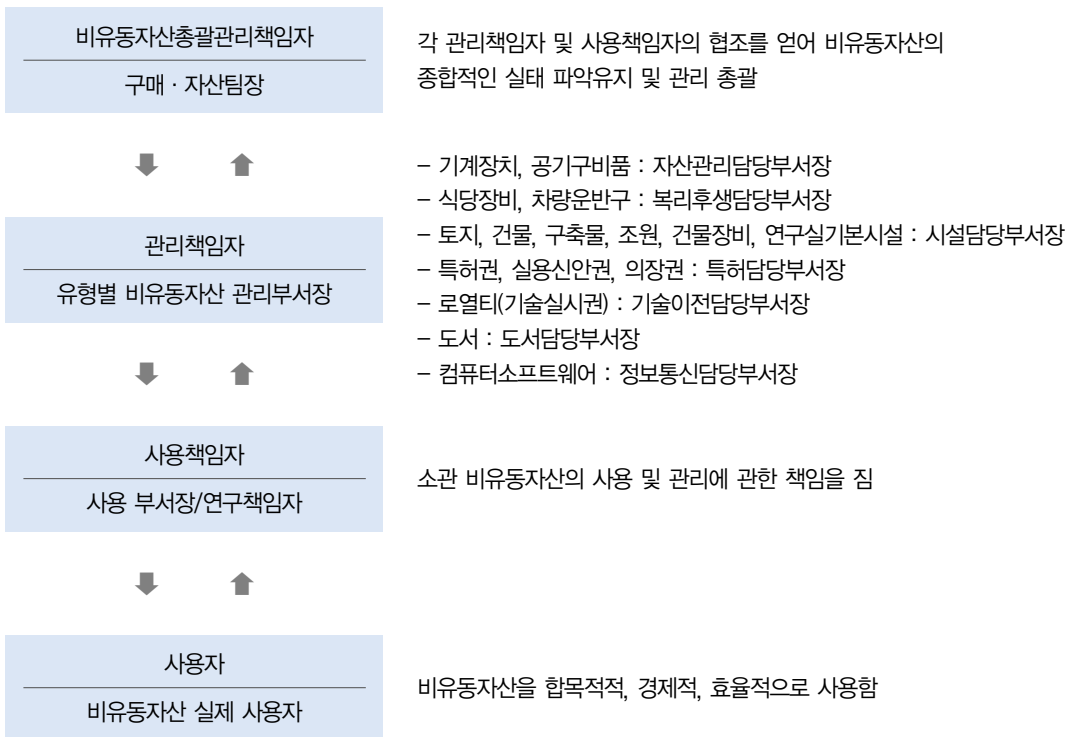 비유동자산총괄관리책임자
구매 · 자산팀장
각 관리책임자 및 사용책임자의 협조를 얻어 비유동자산의
종합적인 실태 파악유지 및 관리 총괄
관리책임자
유형별 비유동자산 관리부서장
– 기계장치, 공기구비품 : 자산관리담당부서장
– 식당장비, 차량운반구 : 복리후생담당부서장
– 토지, 건물, 구축물, 조원, 건물장비, 연구실기본시설 : 시설담당부서장
– 특허권, 실용신안권, 의장권 : 특허담당부서장
– 로열티(기술실시권) : 기술이전담당부서장
– 도서 : 도서담당부서장
– 컴퓨터소프트웨어 : 정보통신담당부서장
사용책임자
사용 부서장/연구책임자
소관 비유동자산의 사용 및 관리에 관한 책임을 짐
사용자
비유동자산 실제 사용자
비유동자산을 합목적적, 경제적, 효율적으로 사용함